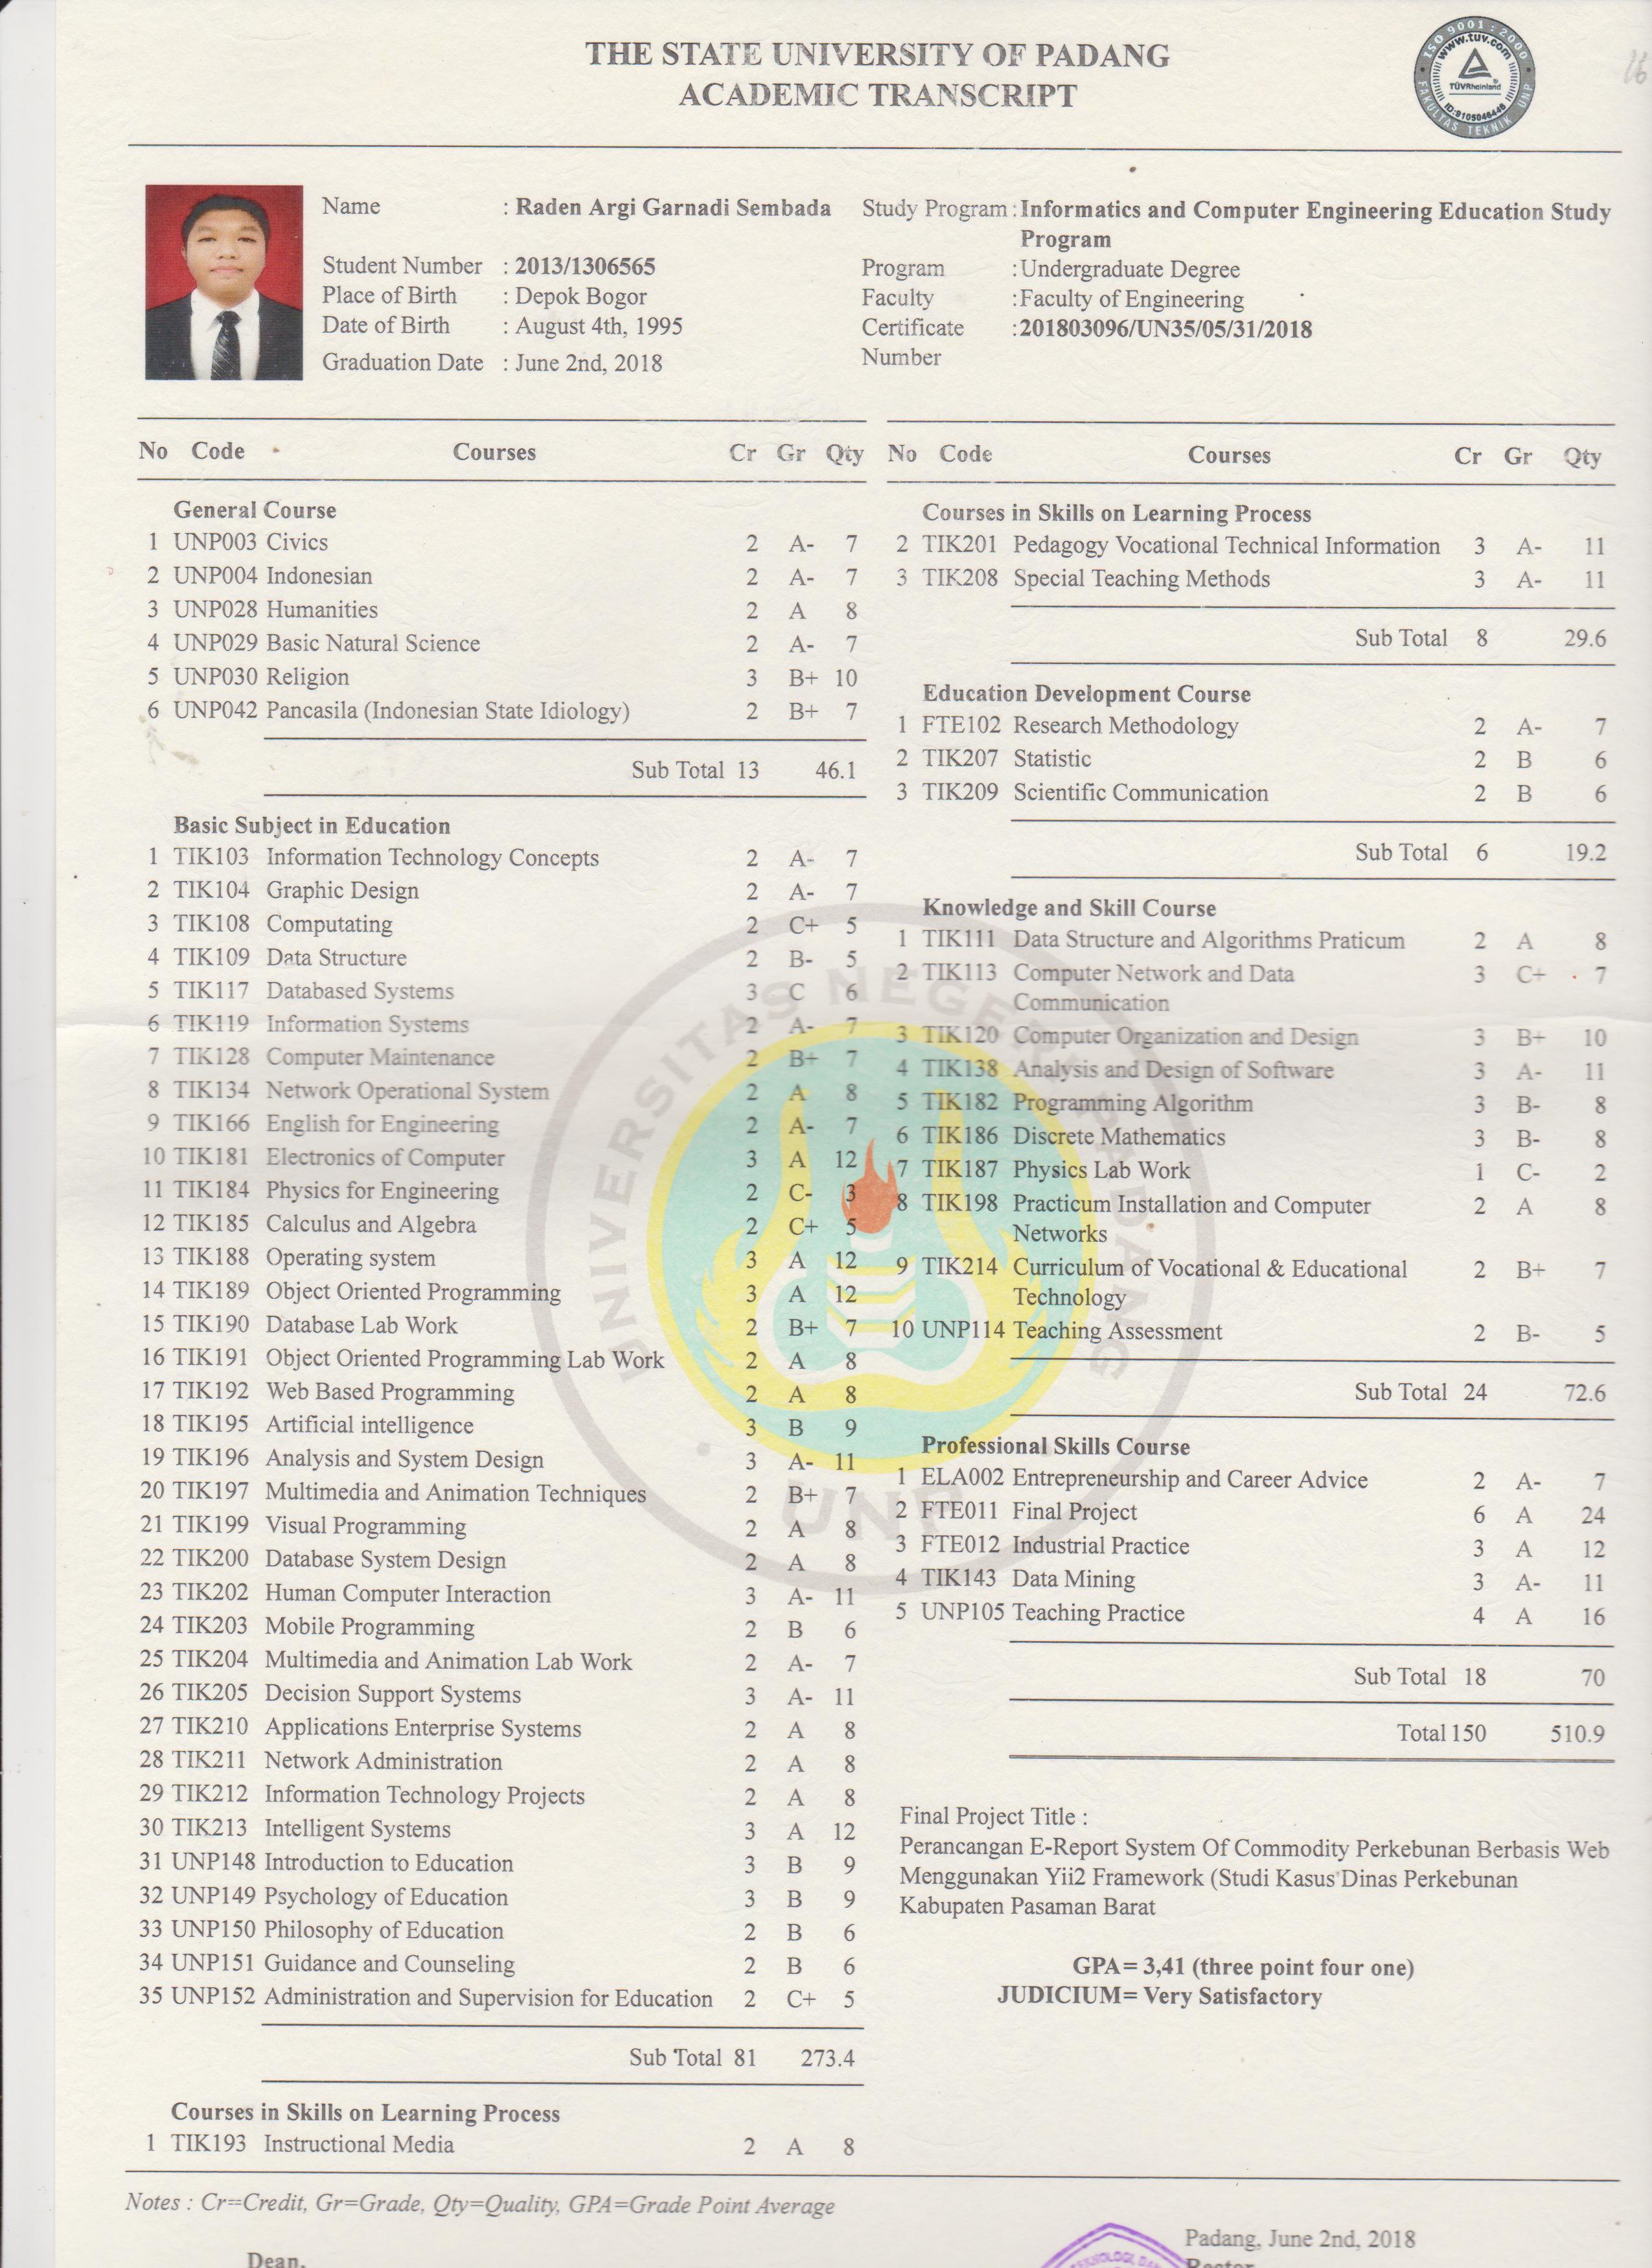 THE STATE UNIVERSITY OF PADANG
ACADEMIC TRANSCRIPT
ISO 9001:2000
www.tuv.com
TÜVRheinland
ID:9105046446
FAKULTAS TEKNIK UNP
16
Name : Raden Argi Garnadi Sembada
Student Number : 2013/1306565
Place of Birth : Depok Bogor
Date of Birth : August 4th, 1995
Graduation Date : June 2nd, 2018
Study Program : Informatics and Computer Engineering Education Study
Program
Program : Undergraduate Degree
Faculty : Faculty of Engineering
Certificate : 201803096/UN35/05/31/2018
Number
No Code Courses Cr Gr Qty
General Course
1 UNP003 Civics 2 A- 7
2 UNP004 Indonesian 2 A- 7
3 UNP028 Humanities 2 A 8
4 UNP029 Basic Natural Science 2 A- 7
5 UNP030 Religion 3 B+ 10
6 UNP042 Pancasila (Indonesian State Idiology) 2 B+ 7
Sub Total 13 46.1
Basic Subject in Education
1 TIK103 Information Technology Concepts 2 A- 7
2 TIK104 Graphic Design 2 A- 7
3 TIK108 Computating 2 C+ 5
4 TIK109 Data Structure 2 B- 5
5 TIK117 Databased Systems 3 C 6
6 TIK119 Information Systems 2 A- 7
7 TIK128 Computer Maintenance 2 B+ 7
8 TIK134 Network Operational System 2 A 8
9 TIK166 English for Engineering 2 A- 7
10 TIK181 Electronics of Computer 3 A 12
11 TIK184 Physics for Engineering 2 C- 3
12 TIK185 Calculus and Algebra 2 C+ 5
13 TIK188 Operating system 3 A 12
14 TIK189 Object Oriented Programming 3 A 12
15 TIK190 Database Lab Work 2 B+ 7
16 TIK191 Object Oriented Programming Lab Work 2 A 8
17 TIK192 Web Based Programming 2 A 8
18 TIK195 Artificial intelligence 3 B 9
19 TIK196 Analysis and System Design 3 A- 11
20 TIK197 Multimedia and Animation Techniques 2 B+ 7
21 TIK199 Visual Programming 2 A 8
22 TIK200 Database System Design 2 A 8
23 TIK202 Human Computer Interaction 3 A- 11
24 TIK203 Mobile Programming 2 B 6
25 TIK204 Multimedia and Animation Lab Work 2 A- 7
26 TIK205 Decision Support Systems 3 A- 11
27 TIK210 Applications Enterprise Systems 2 A 8
28 TIK211 Network Administration 2 A 8
29 TIK212 Information Technology Projects 2 A 8
30 TIK213 Intelligent Systems 3 A 12
31 UNP148 Introduction to Education 3 B 9
32 UNP149 Psychology of Education 3 B 9
33 UNP150 Philosophy of Education 2 B 6
34 UNP151 Guidance and Counseling 2 B 6
35 UNP152 Administration and Supervision for Education 2 C+ 5
Sub Total 81 273.4
Courses in Skills on Learning Process
1 TIK193 Instructional Media 2 A 8
No Code Courses Cr Gr Qty
Courses in Skills on Learning Process
2 TIK201 Pedagogy Vocational Technical Information 3 A- 11
3 TIK208 Special Teaching Methods 3 A- 11
Sub Total 8 29.6
Education Development Course
1 FTE102 Research Methodology 2 A- 7
2 TIK207 Statistic 2 B 6
3 TIK209 Scientific Communication 2 B 6
Sub Total 6 19.2
Knowledge and Skill Course
1 TIK111 Data Structure and Algorithms Praticum 2 A 8
2 TIK113 Computer Network and Data 3 C+ 7
Communication
3 TIK120 Computer Organization and Design 3 B+ 10
4 TIK138 Analysis and Design of Software 3 A- 11
5 TIK182 Programming Algorithm 3 B- 8
6 TIK186 Discrete Mathematics 3 B- 8
7 TIK187 Physics Lab Work 1 C- 2
8 TIK198 Practicum Installation and Computer 2 A 8
Networks
9 TIK214 Curriculum of Vocational & Educational 2 B+ 7
Technology
10 UNP114 Teaching Assessment 2 B- 5
Sub Total 24 72.6
Professional Skills Course
1 ELA002 Entrepreneurship and Career Advice 2 A- 7
2 FTE011 Final Project 6 A 24
3 FTE012 Industrial Practice 3 A 12
4 TIK143 Data Mining 3 A- 11
5 UNP105 Teaching Practice 4 A 16
Sub Total 18 70
Total 150 510.9
Final Project Title :
Perancangan E-Report System Of Commodity Perkebunan Berbasis Web
Menggunakan Yii2 Framework (Studi Kasus Dinas Perkebunan
Kabupaten Pasaman Barat
GPA= 3,41 (three point four one)
JUDICIUM= Very Satisfactory
UNIVERSITAS NEGERI PADANG
UNP
Notes : Cr=Credit, Gr=Grade, Qty=Quality, GPA=Grade Point Average
Padang, June 2nd, 2018
Dean,
Rector